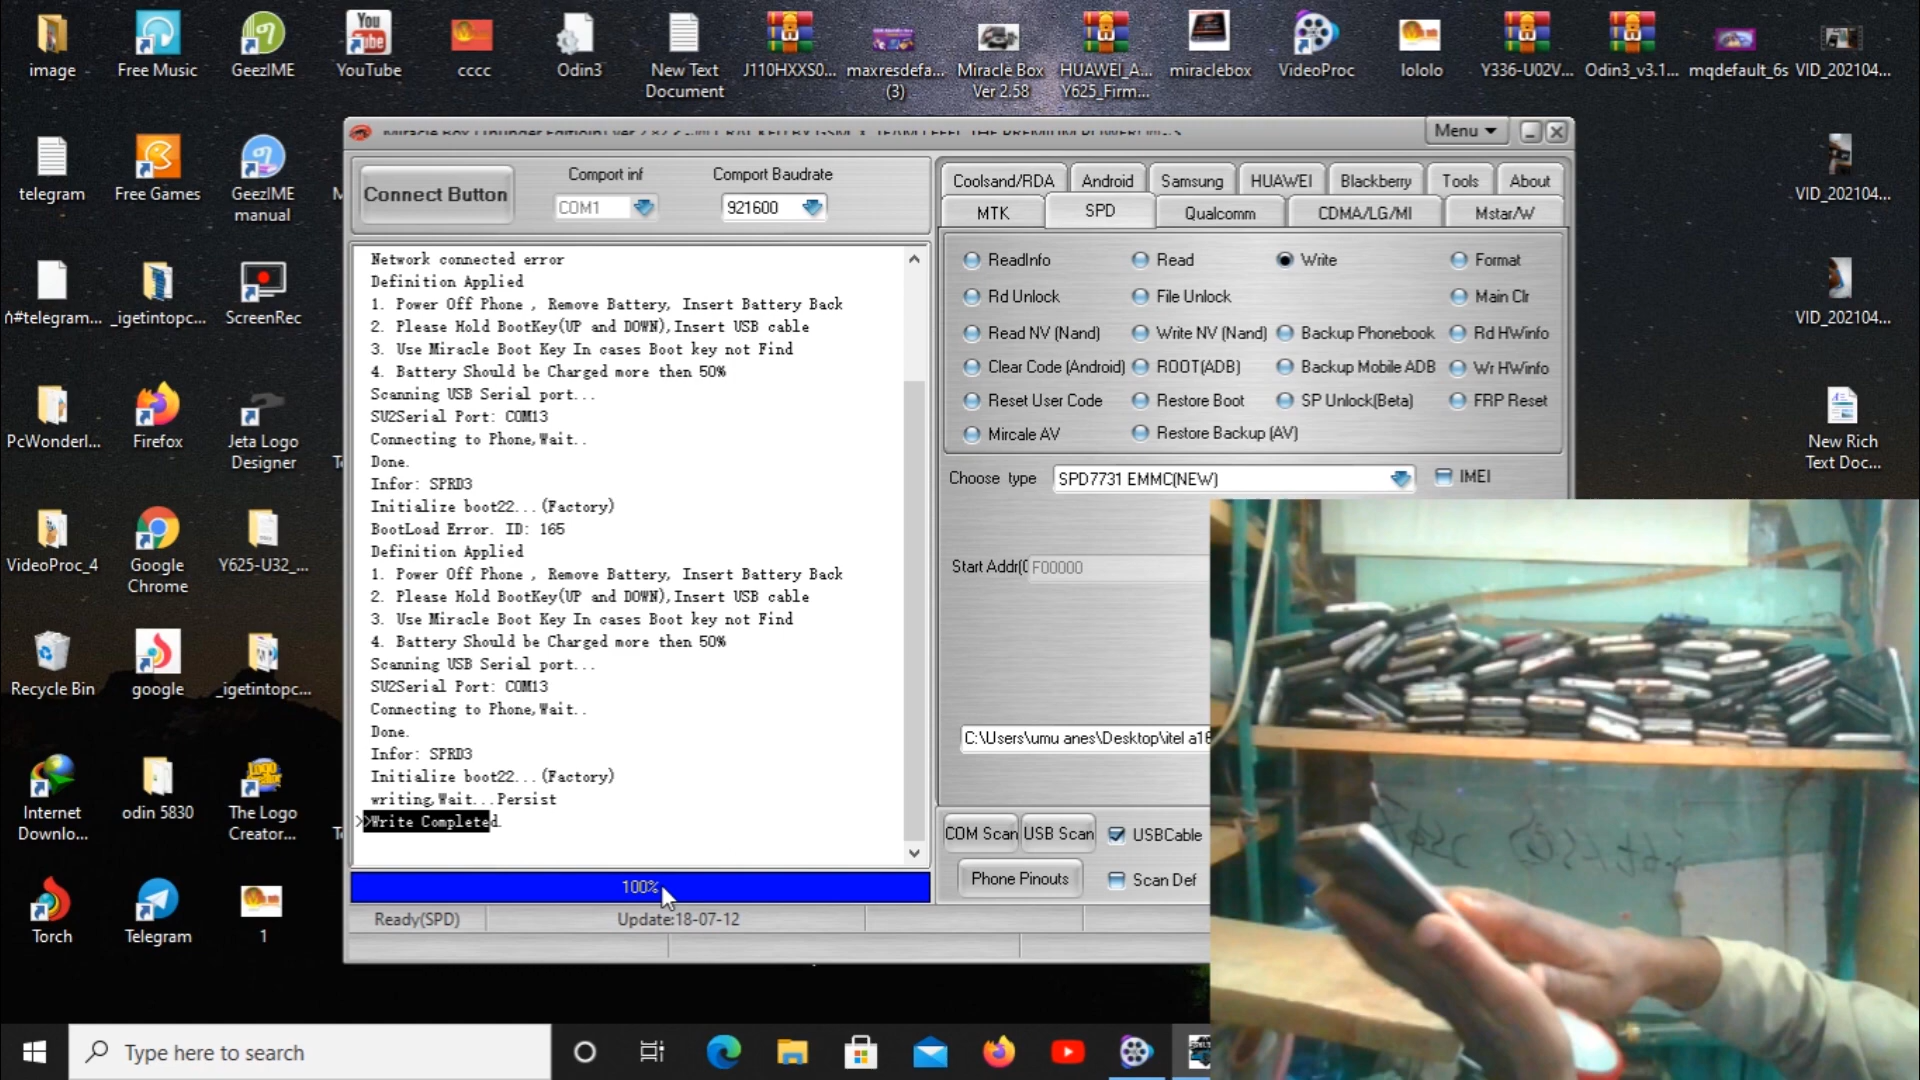 image
Free Music
GeezIME
YouTube
cccc
Odin3
New Text
Document
J110HXXS0...
maxresdefa...
(3)
Miracle Box
Ver 2.58
HUAWEI_A...
Y625_Firm...
miraclebox
VideoProc
lololo
Y336-U02V...
Odin3_v3.1...
mqdefault_6s
VID_202104...
telegram
Free Games
GeezIME
manual
VID_202104...
#telegram...
_igetintopc...
ScreenRec
VID_202104...
PcWonderl...
Firefox
Jeta Logo
Designer
New Rich
Text Doc...
VideoProc_4
Google
Chrome
Y625-U32_...
Recycle Bin
google
_igetintopc...
Internet
Downlo...
odin 5830
The Logo
Creator...
Torch
Telegram
1
Menu
Connect Button
Comport inf
Comport Baudrate
COM1
921600
Network connected error
Definition Applied
1. Power Off Phone , Remove Battery, Insert Battery Back
2. Please Hold BootKey(UP and DOWN),Insert USB cable
3. Use Miracle Boot Key In cases Boot key not Find
4. Battery Should be Charged more then 50%
Scanning USB Serial port...
SU2Serial Port: COM13
Connecting to Phone,Wait..
Done.
Infor: SPRD3
Initialize boot22...(Factory)
BootLoad Error. ID: 165
Definition Applied
1. Power Off Phone , Remove Battery, Insert Battery Back
2. Please Hold BootKey(UP and DOWN),Insert USB cable
3. Use Miracle Boot Key In cases Boot key not Find
4. Battery Should be Charged more then 50%
Scanning USB Serial port...
SU2Serial Port: COM13
Connecting to Phone,Wait..
Done.
Infor: SPRD3
Initialize boot22...(Factory)
writing,Wait...Persist
>>Write Completed.
100%
Ready(SPD)
Update:18-07-12
Coolsand/RDA Android Samsung HUAWEI Blackberry Tools About
MTK SPD Qualcomm CDMA/LG/MI Mstar/W
ReadInfo Read Write Format
Rd Unlock File Unlock Main Clr
Read NV (Nand) Write NV (Nand) Backup Phonebook Rd HWinfo
Clear Code (Android) ROOT(ADB) Backup Mobile ADB Wr HWinfo
Reset User Code Restore Boot SP Unlock(Beta) FRP Reset
Mircale AV Restore Backup (AV)
Choose type SPD7731 EMMC(NEW) IMEI
Start Addr(0 F00000
C:\Users\umu anes\Desktop\itel a16
COM Scan USB Scan USBCable
Phone Pinouts Scan Def
Type here to search